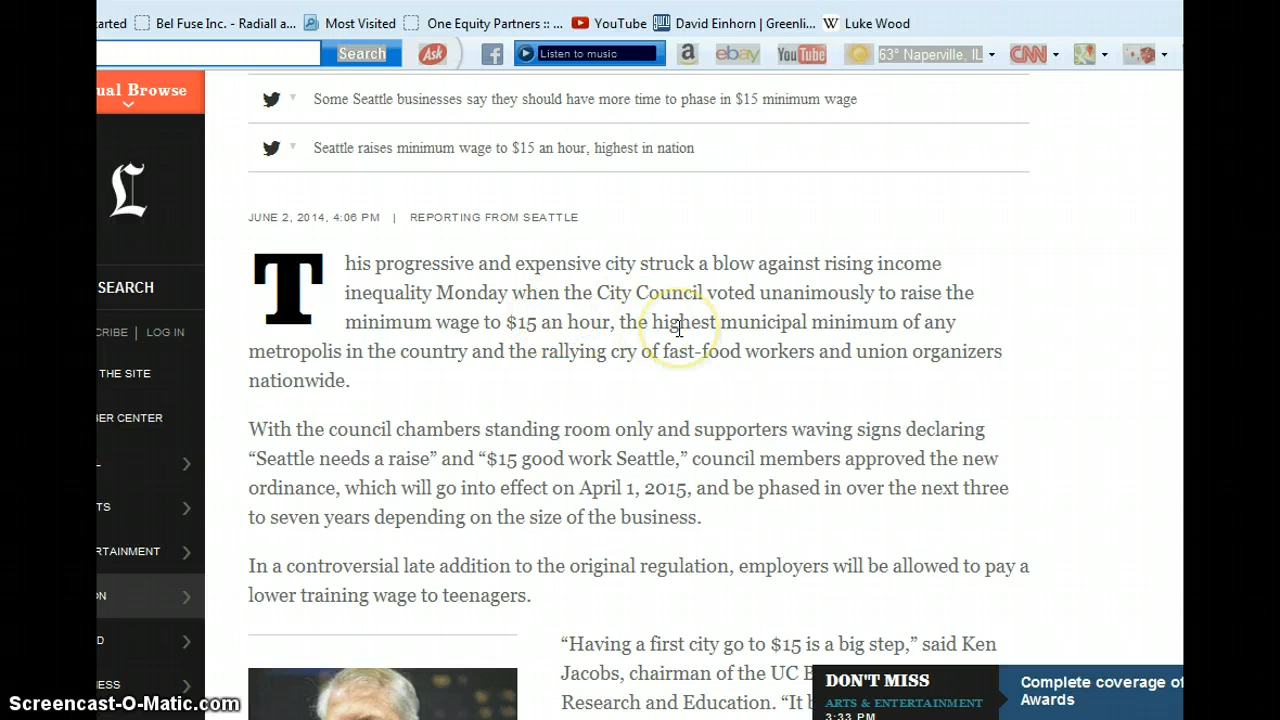 arted Bel Fuse Inc. - Radiall a... Most Visited One Equity Partners :: ... YouTube David Einhorn | Greenli... Luke Wood
Search Ask Listen to music a ebay YouTube 63° Naperville, IL CNN
ual Browse
Some Seattle businesses say they should have more time to phase in $15 minimum wage
Seattle raises minimum wage to $15 an hour, highest in nation
L
JUNE 2, 2014, 4:06 PM | REPORTING FROM SEATTLE
This progressive and expensive city struck a blow against rising income
inequality Monday when the City Council voted unanimously to raise the
minimum wage to $15 an hour, the highest municipal minimum of any
metropolis in the country and the rallying cry of fast-food workers and union organizers
nationwide.
With the council chambers standing room only and supporters waving signs declaring
“Seattle needs a raise” and “$15 good work Seattle,” council members approved the new
ordinance, which will go into effect on April 1, 2015, and be phased in over the next three
to seven years depending on the size of the business.
In a controversial late addition to the original regulation, employers will be allowed to pay a
lower training wage to teenagers.
“Having a first city go to $15 is a big step,” said Ken
Jacobs, chairman of the UC B
Research and Education. “It b
SEARCH
CRIBE | LOG IN
THE SITE
ER CENTER
L
TS
ERTAINMENT
ON
D
ESS
DON'T MISS
ARTS & ENTERTAINMENT
3:33 PM
Complete coverage of
Awards
Screencast-O-Matic.com